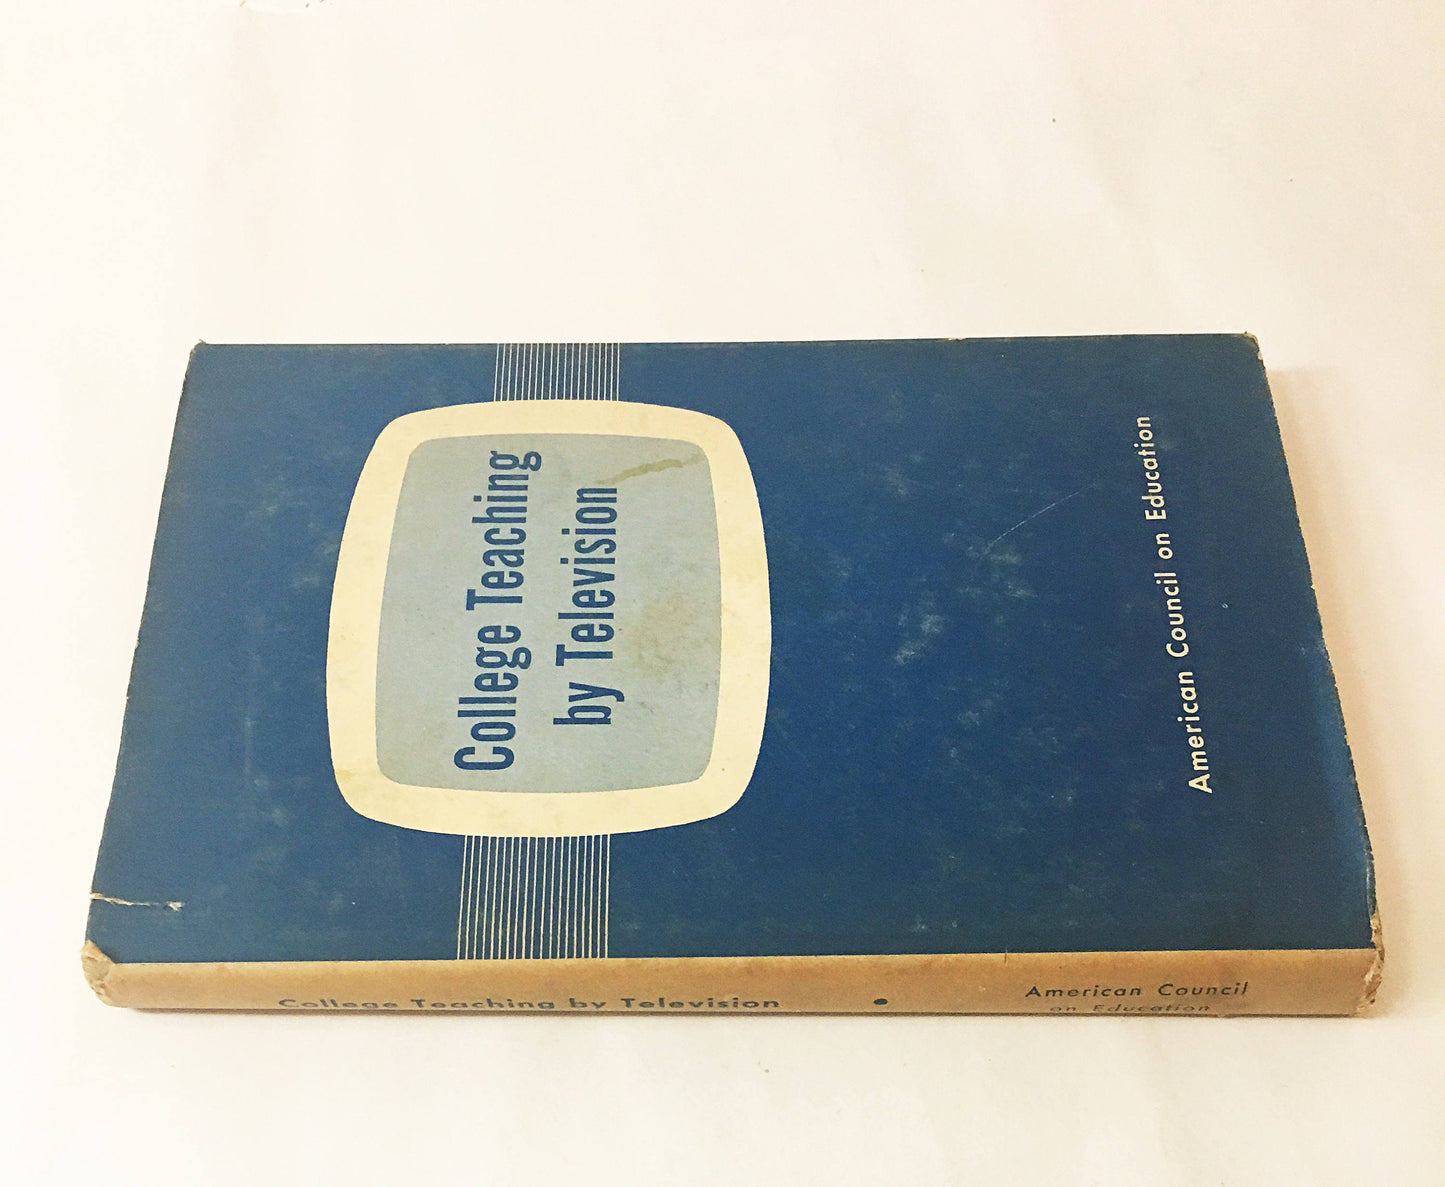 College Teaching
by Television
American Council on Education
College Teaching by Television • American Council
on Education